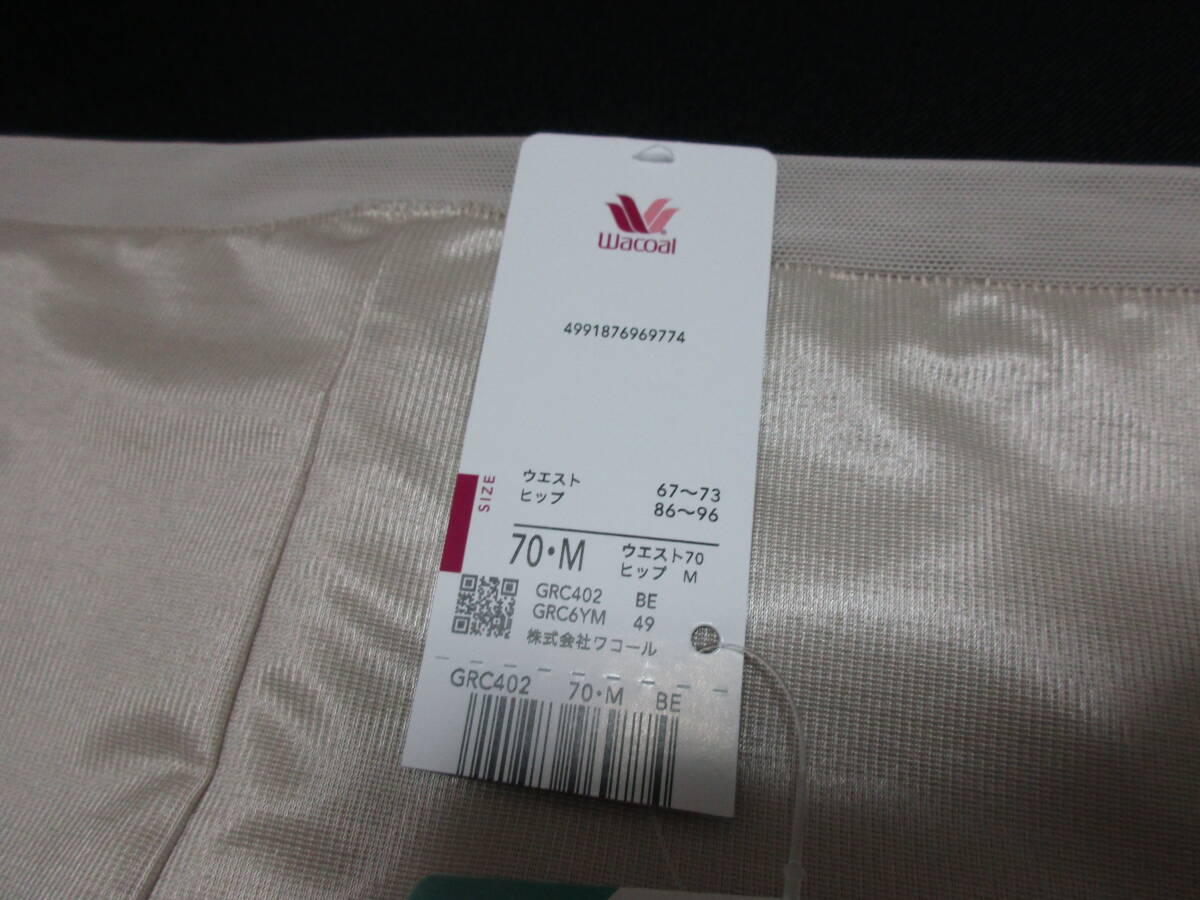 Wacoal
4991876969774
SIZE
ウエスト 67〜73
ヒップ 86〜96
70・M ウエスト70
ヒップ M
GRC402 BE
GRC6YM 49
株式会社ワコール
GRC402 70・M BE